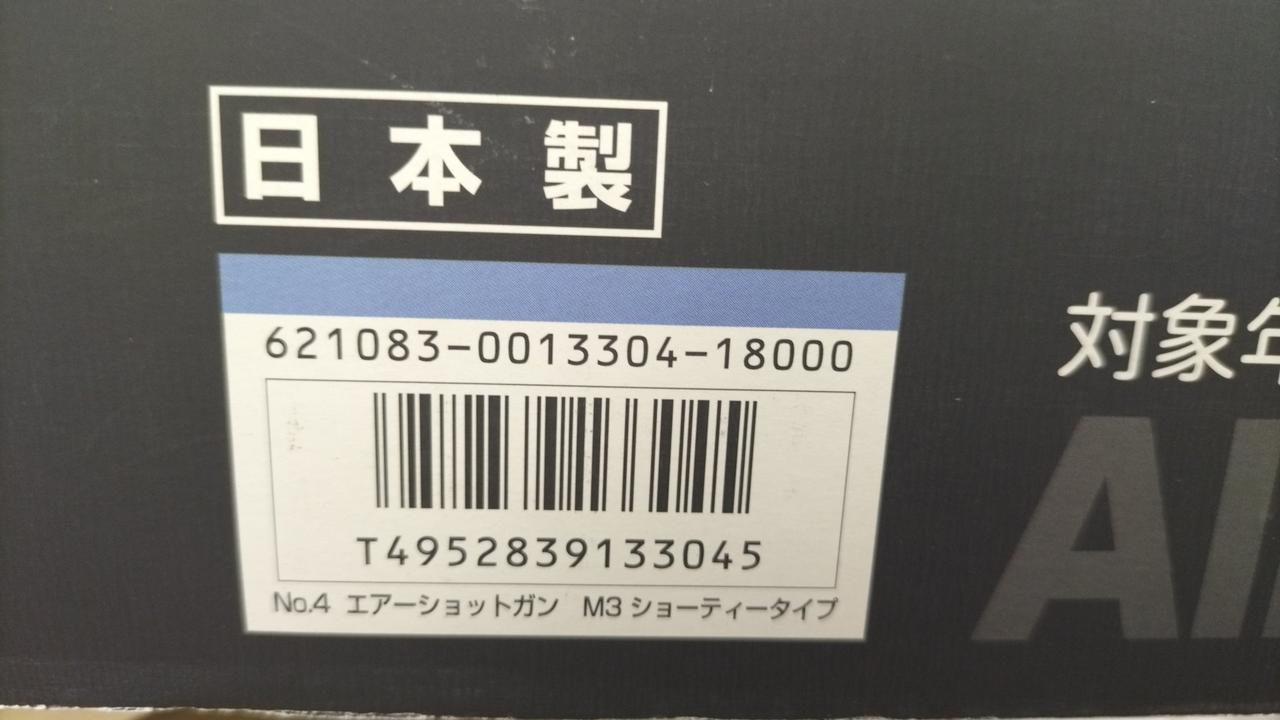 日本製
621083-0013304-18000
T4952839133045
No.4 エアーショットガン M3 ショーティータイプ
対象年